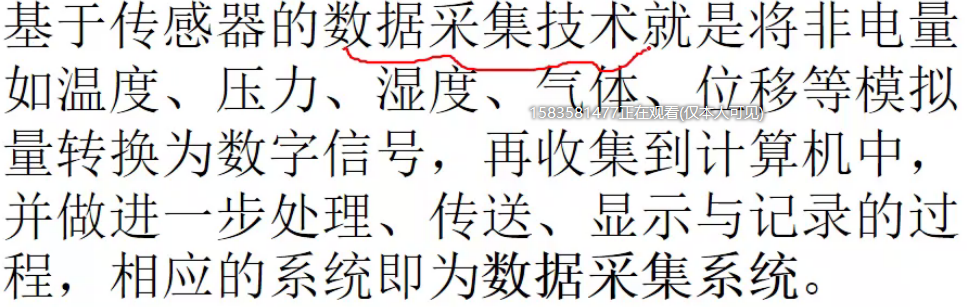 基于传感器的数据采集技术就是将非电量
如温度、压力、湿度、气体、位移等模拟
1583581477正在观看(仅本人可见)
量转换为数字信号，再收集到计算机中，
并做进一步处理、传送、显示与记录的过
程，相应的系统即为数据采集系统。